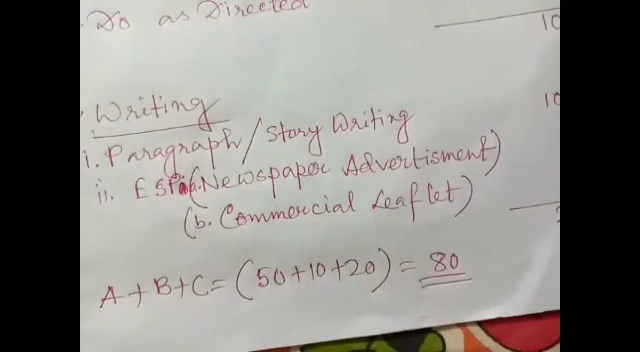 Do as Directed
10
Writing
i. Paragraph/Story Writing
10
ii. ESP (Newspaper Advertisment)
(b. Commercial Leaflet)
A+B+C = (50+10+20) = 80